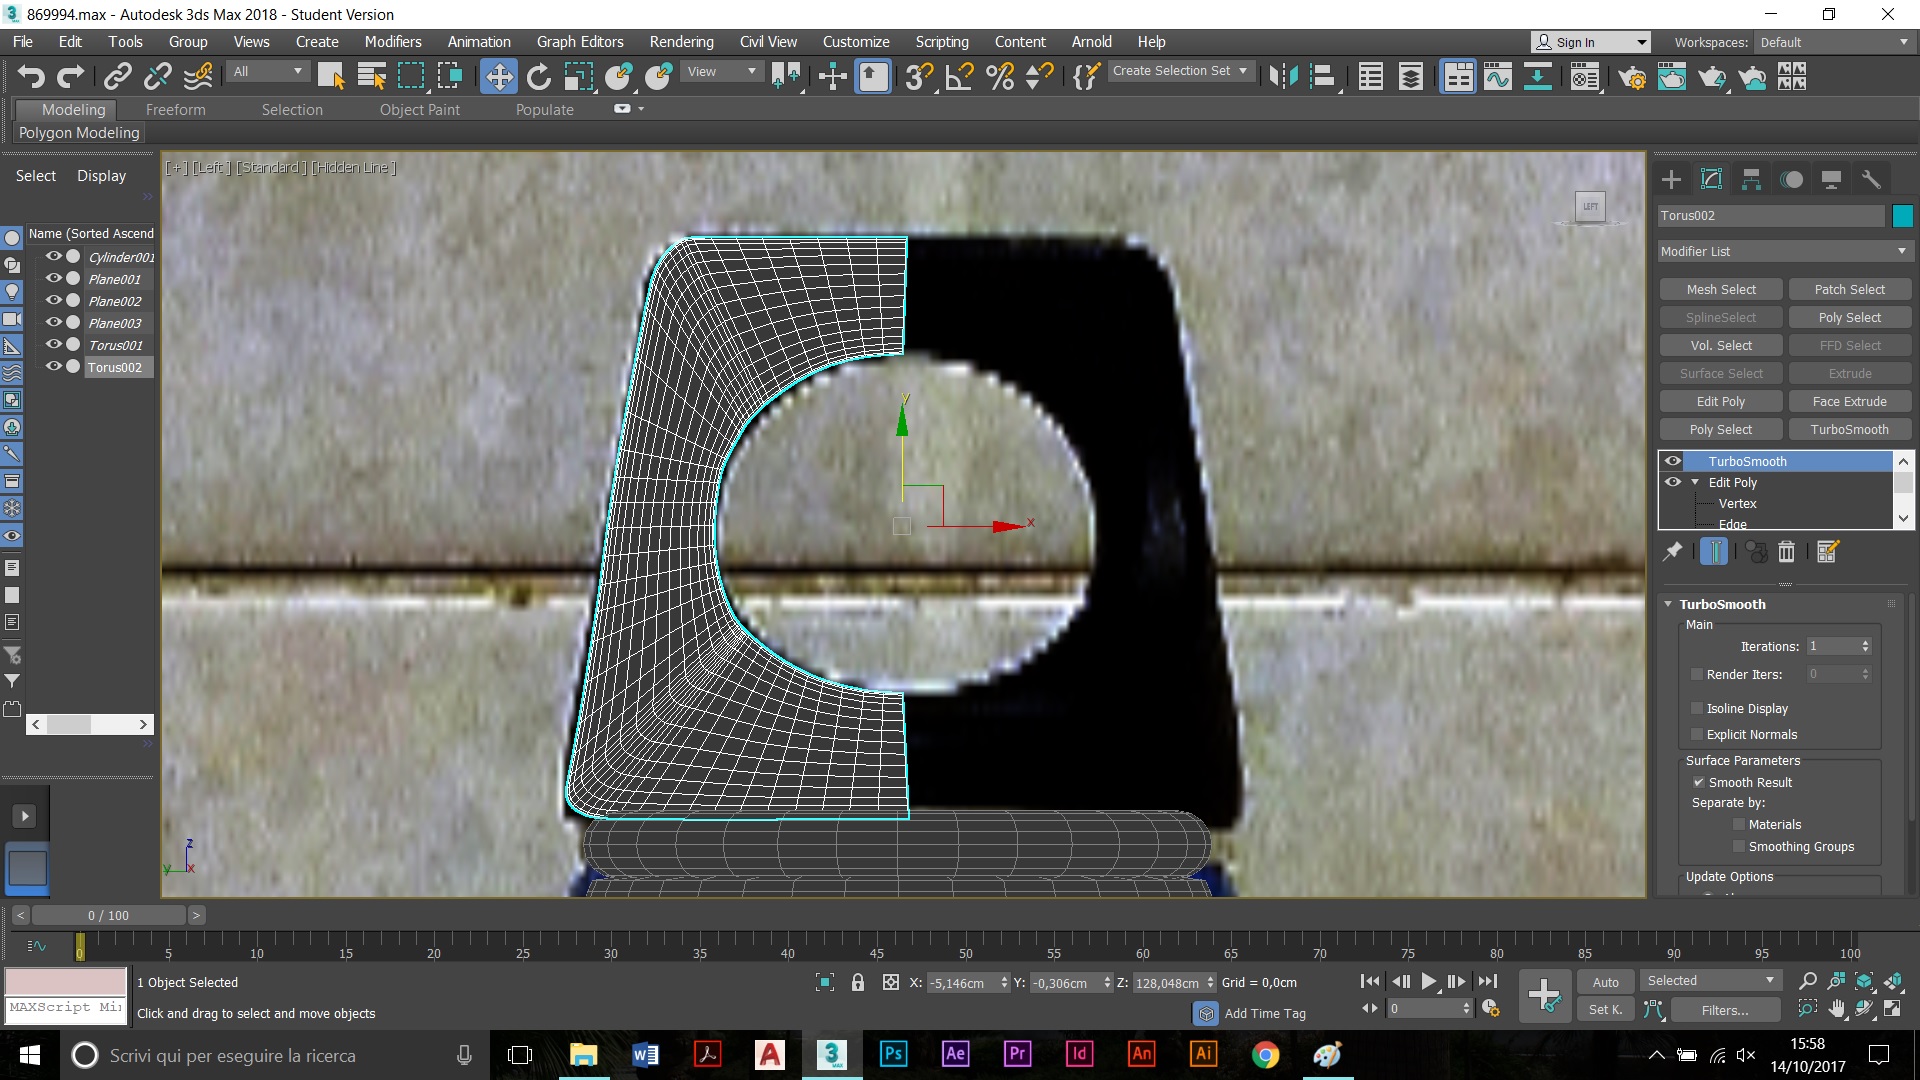 869994.max - Autodesk 3ds Max 2018 - Student Version
File Edit Tools Group Views Create Modifiers Animation Graph Editors Rendering Civil View Customize Scripting Content Arnold Help
Sign In Workspaces: Default
All View Create Selection Set
Modeling Freeform Selection Object Paint Populate
Polygon Modeling
Select Display
[+] [Left] [Standard] [Hidden Line]
LEFT
Name (Sorted Ascend
Cylinder001
Plane001
Plane002
Plane003
Torus001
Torus002
y
x
z
y x
Torus002
Modifier List
Mesh Select Patch Select
SplineSelect Poly Select
Vol. Select FFD Select
Surface Select Extrude
Edit Poly Face Extrude
Poly Select TurboSmooth
TurboSmooth
Edit Poly
Vertex
Edge
TurboSmooth
Main
Iterations: 1
Render Iters: 0
Isoline Display
Explicit Normals
Surface Parameters
Smooth Result
Separate by:
Materials
Smoothing Groups
Update Options
< 0 / 100 >
0 5 10 15 20 25 30 35 40 45 50 55 60 65 70 75 80 85 90 95 100
1 Object Selected
X: -5,146cm Y: -0,306cm Z: 128,048cm Grid = 0,0cm
Auto Selected
MAXScript Mi
Click and drag to select and move objects
Add Time Tag
0
Set K. Filters...
Scrivi qui per eseguire la ricerca
3 MAX
Ps Ae Pr Id An Ai
15:58
14/10/2017